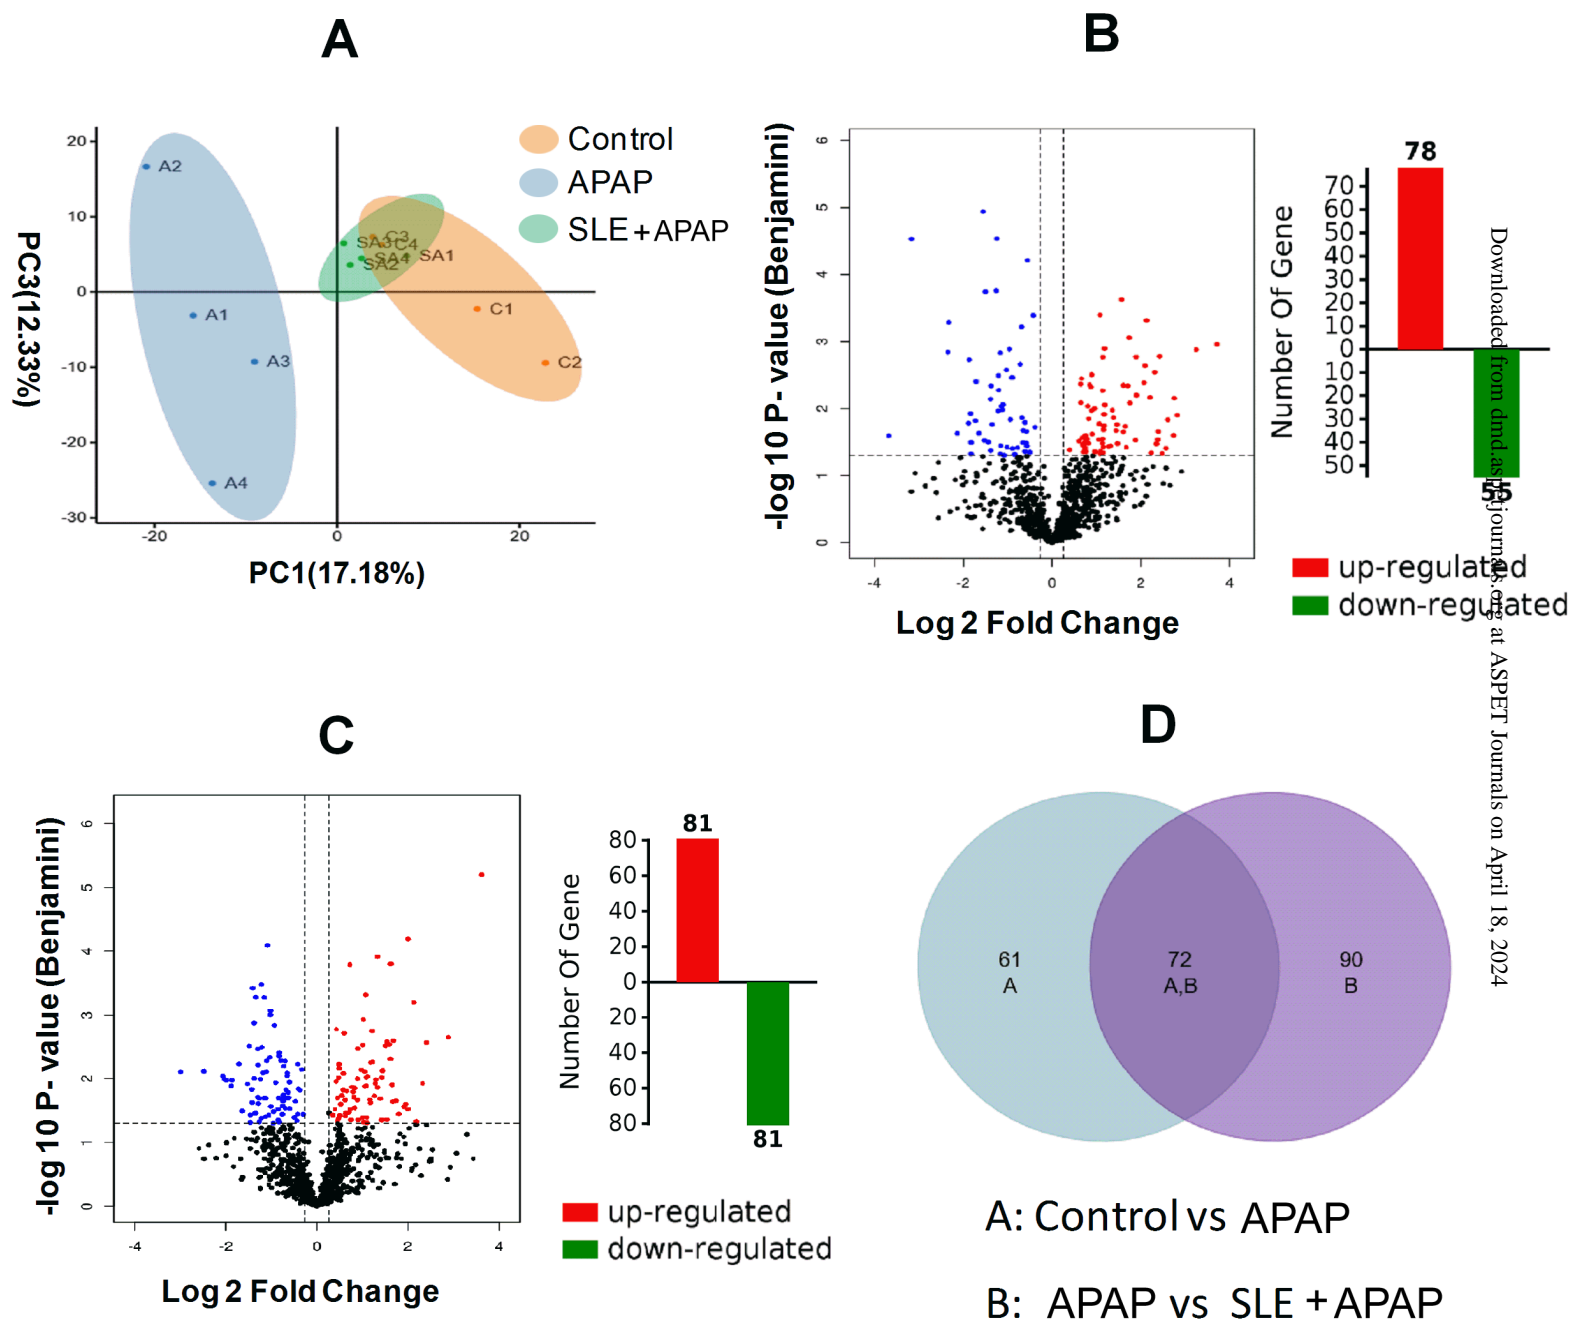 A
Control
APAP
SLE+APAP
PC3(12.33%)
20
10
0
-10
-20
-30
A2
A1
A3
A4
C3
SA3
C4
SA4
SA1
SA2
C1
C2
-20
0
20
PC1(17.18%)
B
-log 10 P- value (Benjamini)
6
5
4
3
2
1
0
-4
-2
0
2
4
Log 2 Fold Change
Number Of Gene
78
70
60
50
40
30
20
10
0
10
20
30
40
50
55
up-regulated
down-regulated
Downloaded from dmd.aspetjournals.org at ASPET Journals on April 18, 2024
C
-log 10 P- value (Benjamini)
6
5
4
3
2
1
0
-4
-2
0
2
4
Log 2 Fold Change
Number Of Gene
81
80
60
40
20
0
20
40
60
80
81
up-regulated
down-regulated
D
61
A
72
A,B
90
B
A: Control vs APAP
B: APAP vs SLE +APAP